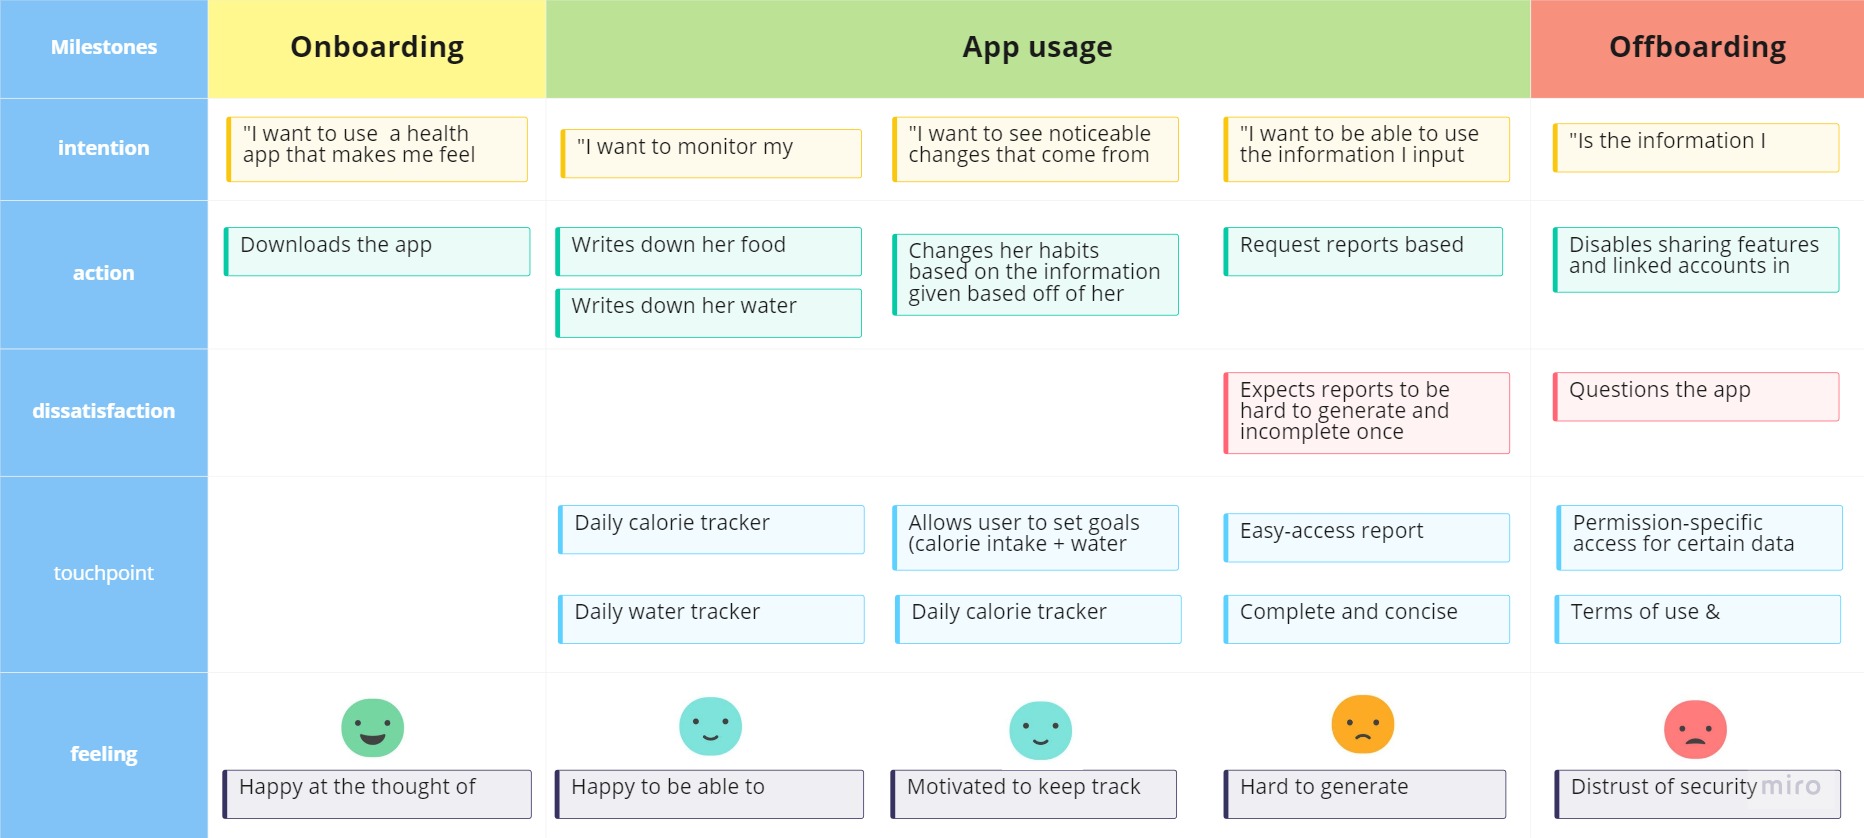 Milestones
Onboarding
App usage
Offboarding
intention
"I want to use  a health
app that makes me feel
"I want to monitor my
"I want to see noticeable
changes that come from
"I want to be able to use
the information I input
"Is the information I
action
Downloads the app
Writes down her food
Writes down her water
Changes her habits
based on the information
given based off of her
Request reports based
Disables sharing features
and linked accounts in
dissatisfaction
Expects reports to be
hard to generate and
incomplete once
Questions the app
touchpoint
Daily calorie tracker
Daily water tracker
Allows user to set goals
(calorie intake + water
Daily calorie tracker
Easy-access report
Complete and concise
Permission-specific
access for certain data
Terms of use &
feeling
Happy at the thought of
Happy to be able to
Motivated to keep track
Hard to generate
Distrust of security
miro